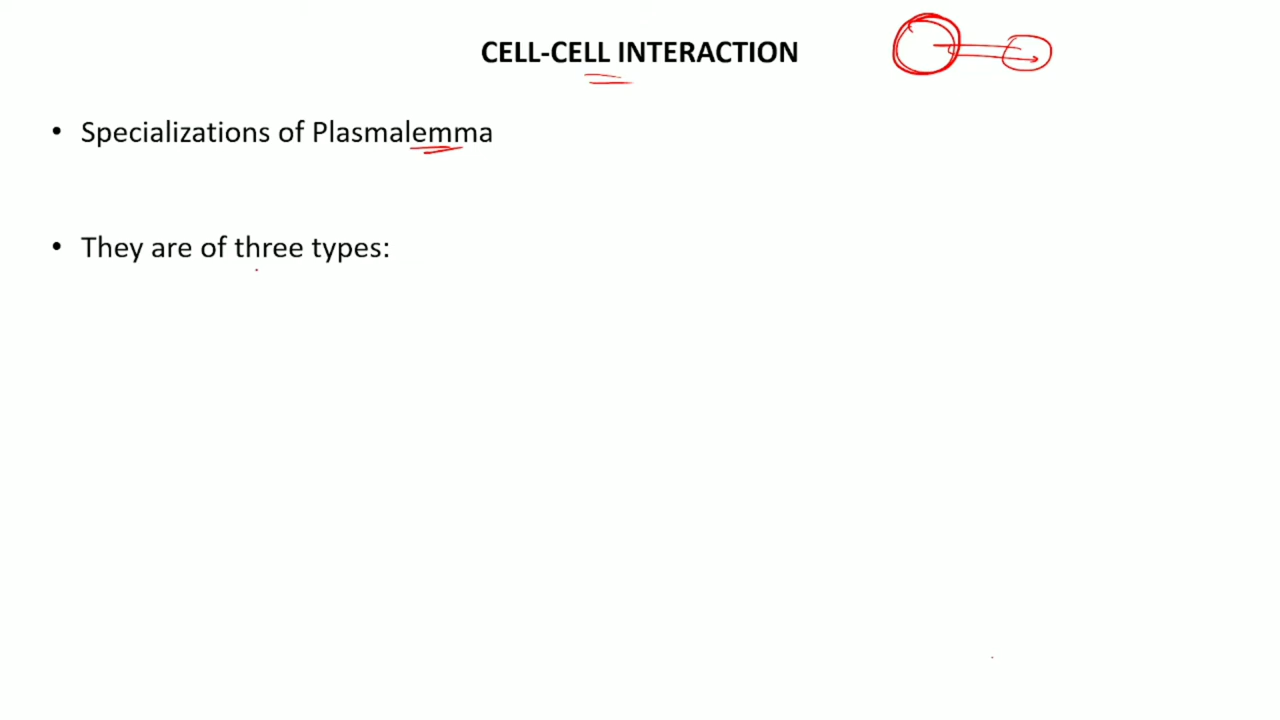 CELL-CELL INTERACTION
• Specializations of Plasmalemma
• They are of three types: